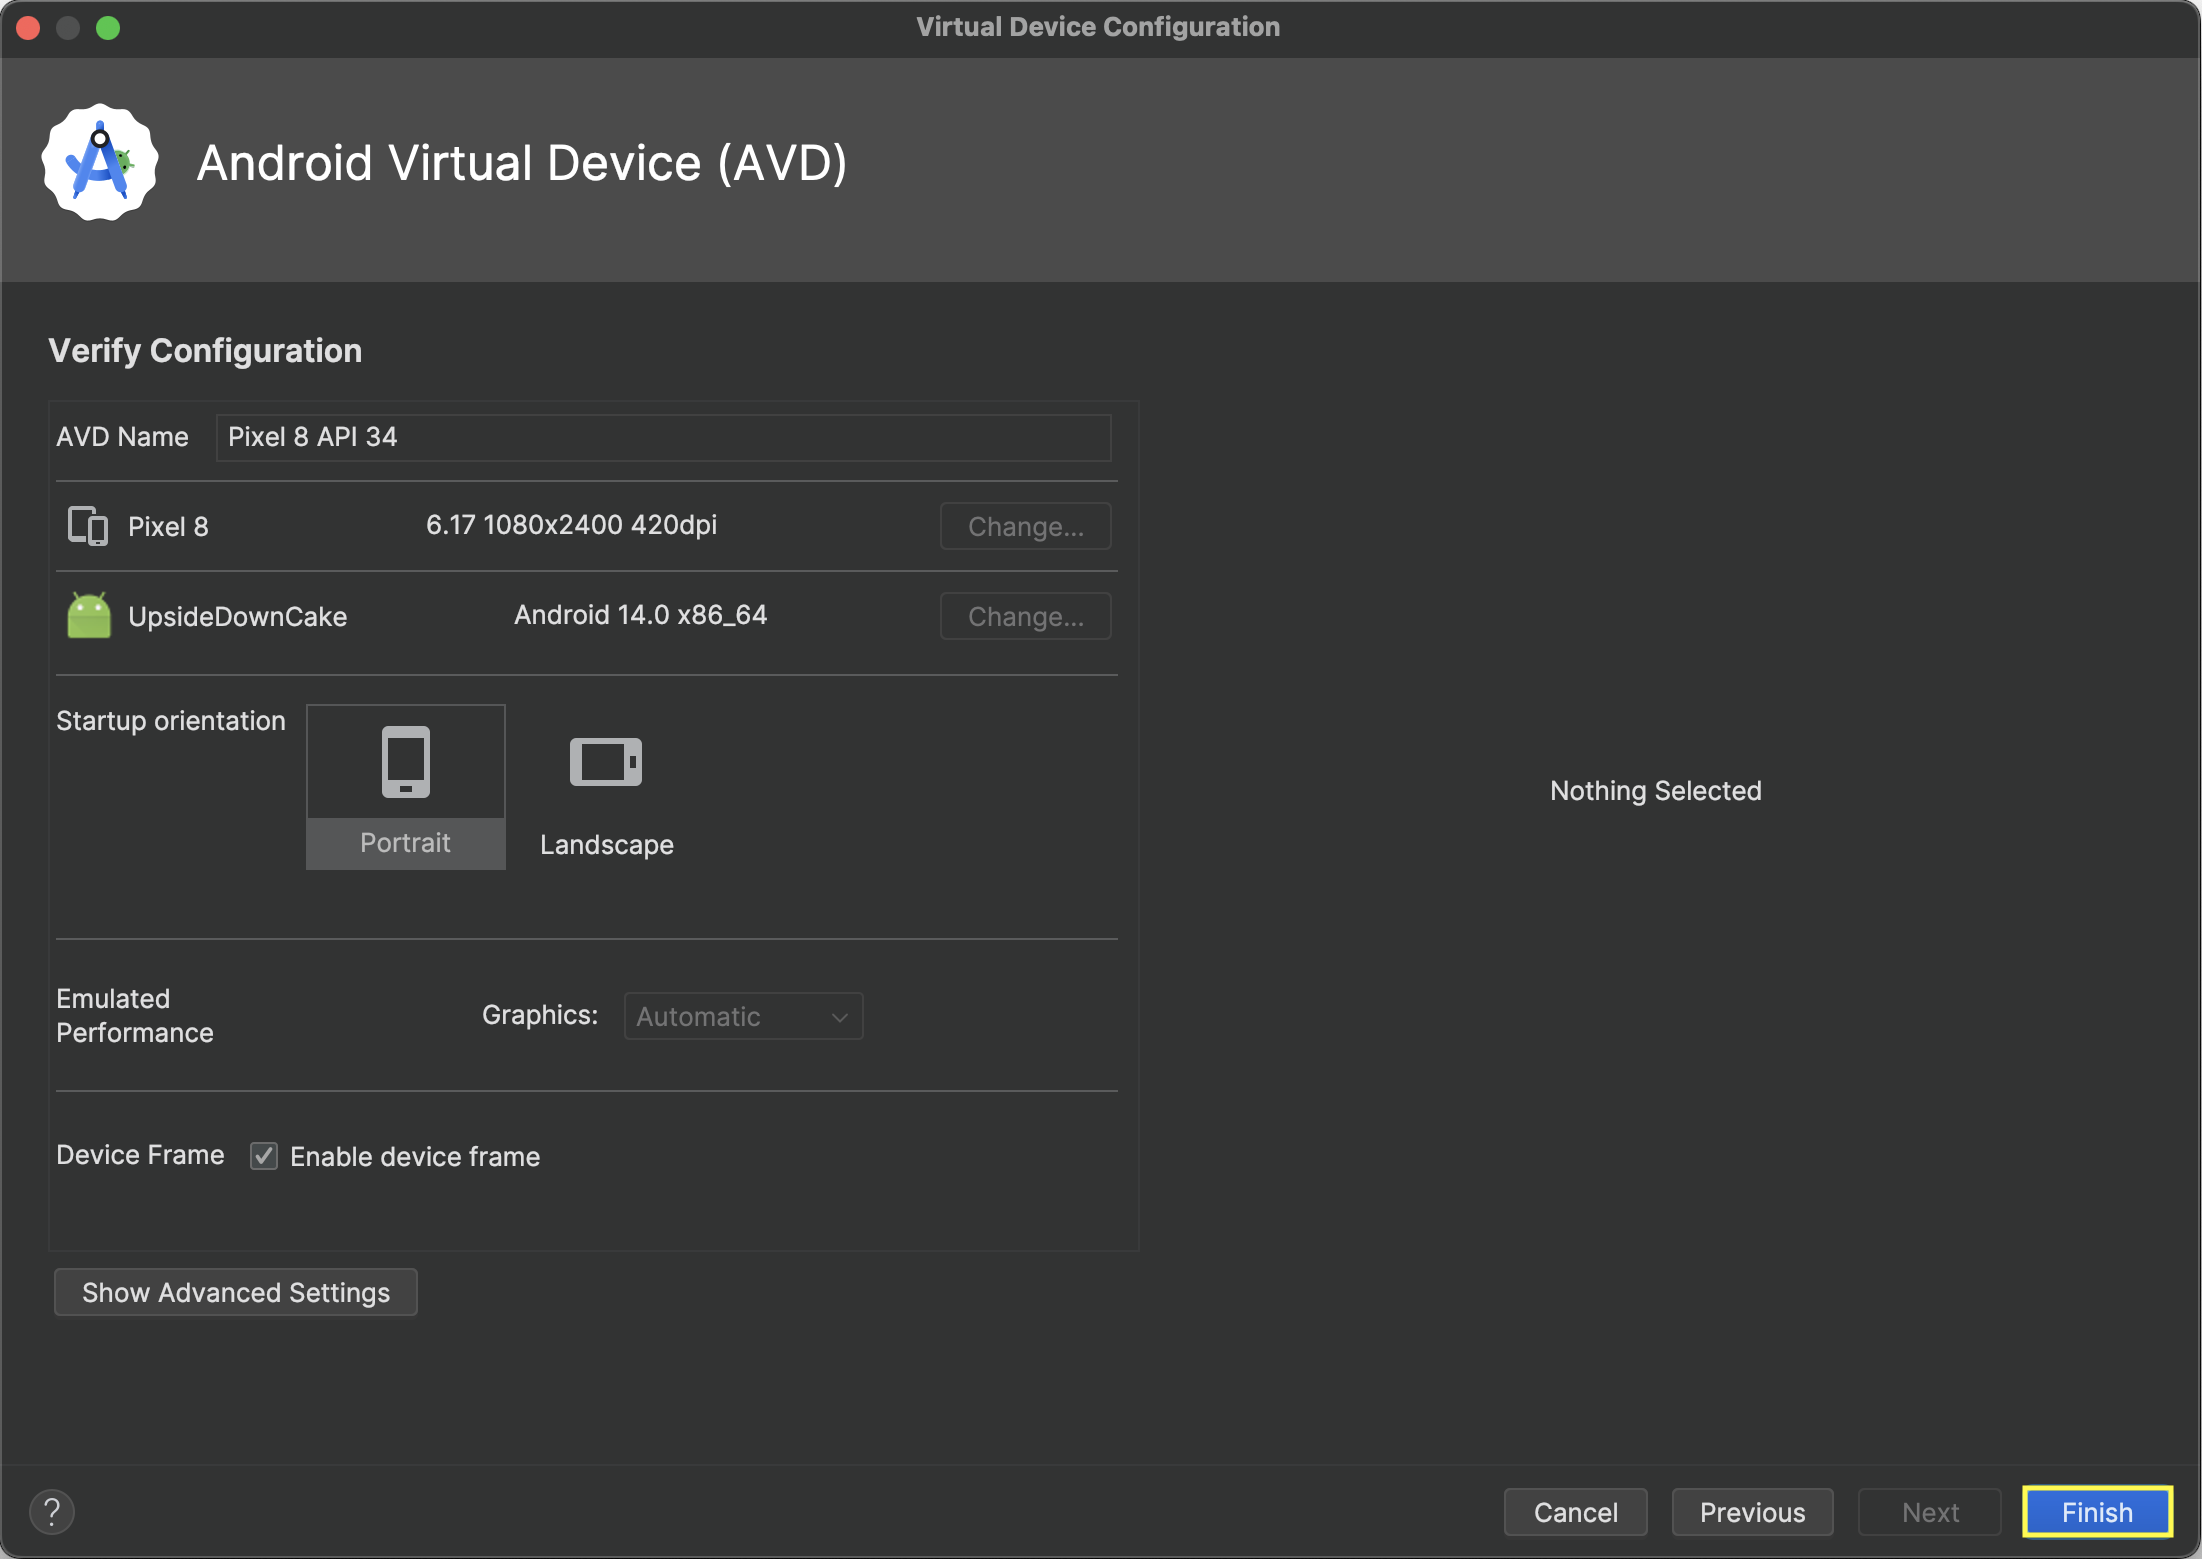 Virtual Device Configuration
Android Virtual Device (AVD)
Verify Configuration
AVD Name Pixel 8 API 34
Pixel 8 6.17 1080x2400 420dpi Change...
UpsideDownCake Android 14.0 x86_64 Change...
Startup orientation
Portrait Landscape
Nothing Selected
Emulated
Performance
Graphics: Automatic
Device Frame Enable device frame
Show Advanced Settings
? Cancel Previous Next Finish